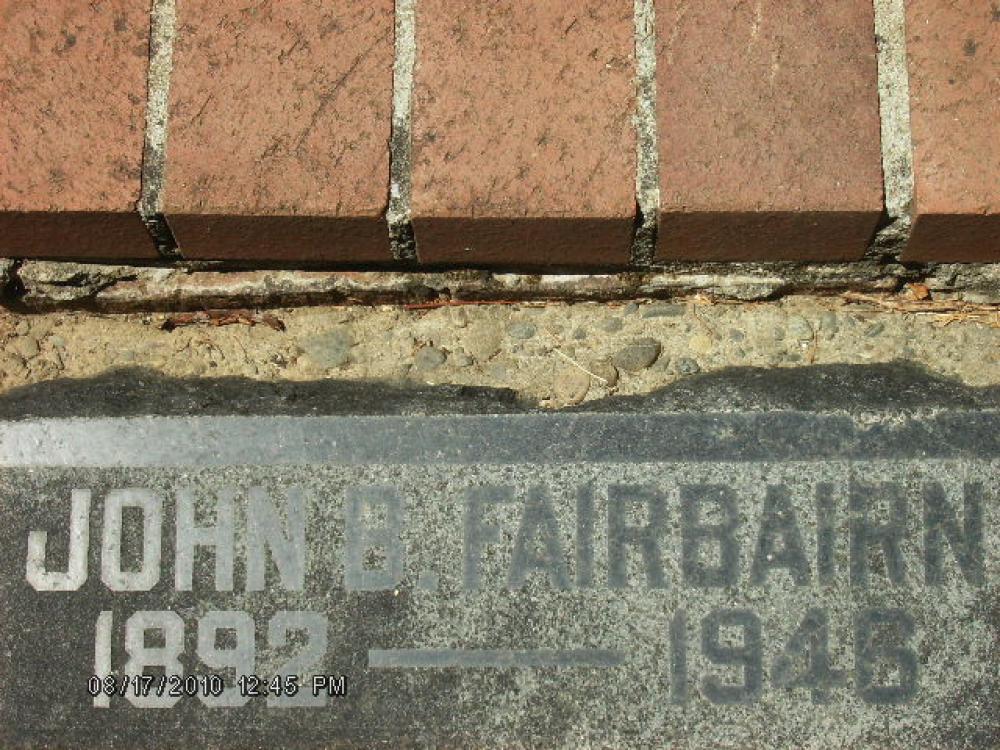 JOHN B. FAIRBAIRN
1892 — 1946
08/17/2010 12:45 PM